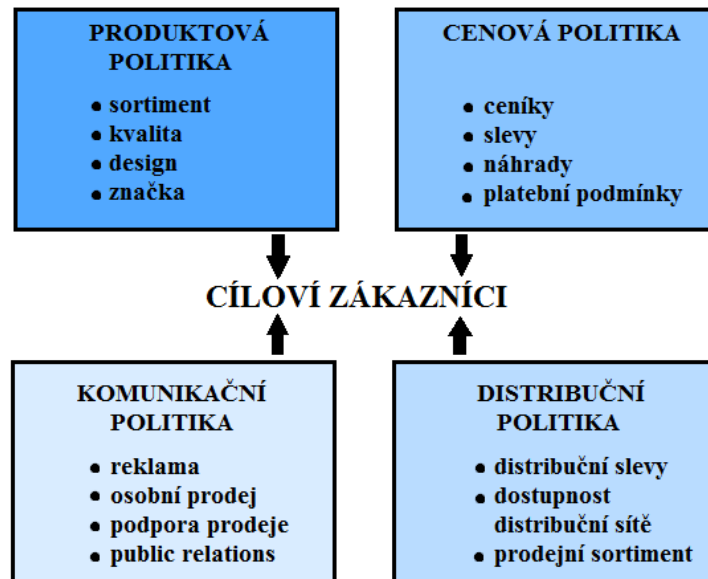 PRODUKTOVÁ
POLITIKA
• sortiment
• kvalita
• design
• značka
CENOVÁ POLITIKA
• ceníky
• slevy
• náhrady
• platební podmínky
CÍLOVÍ ZÁKAZNÍCI
KOMUNIKAČNÍ
POLITIKA
• reklama
• osobní prodej
• podpora prodeje
• public relations
DISTRIBUČNÍ
POLITIKA
• distribuční slevy
• dostupnost
distribuční sítě
• prodejní sortiment